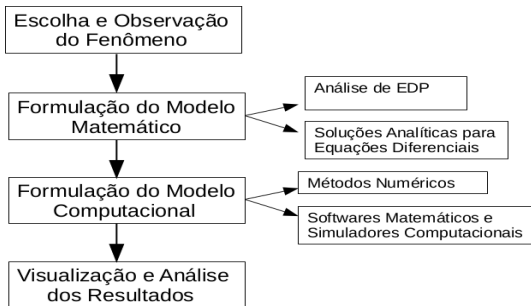 Escolha e Observação
do Fenômeno
Formulação do Modelo
Matemático
Análise de EDP
Soluções Analíticas para
Equações Diferenciais
Formulação do Modelo
Computacional
Métodos Numéricos
Softwares Matemáticos e
Simuladores Computacionais
Visualização e Análise
dos Resultados